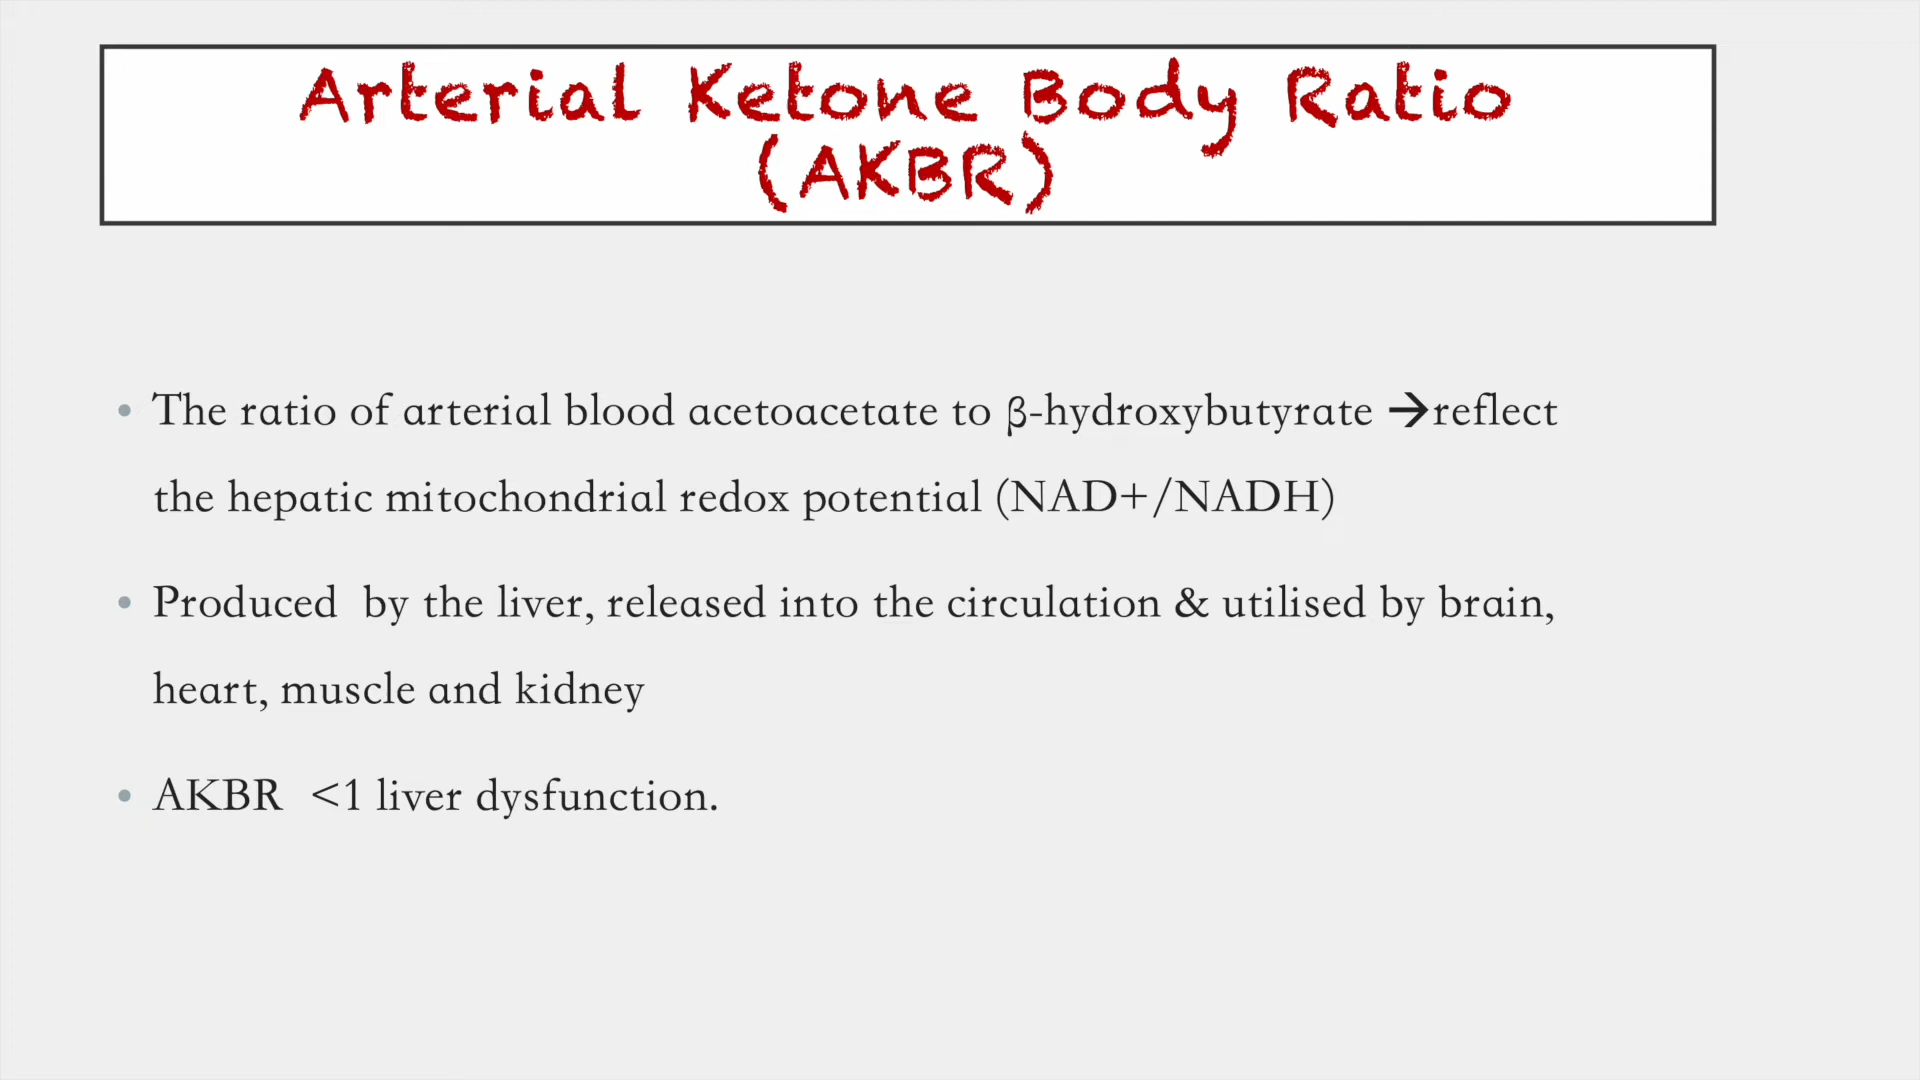 Arterial Ketone Body Ratio
(AKBR)
• The ratio of arterial blood acetoacetate to β-hydroxybutyrate →reflect
the hepatic mitochondrial redox potential (NAD+/NADH)
• Produced  by the liver, released into the circulation & utilised by brain,
heart, muscle and kidney
• AKBR  <1 liver dysfunction.